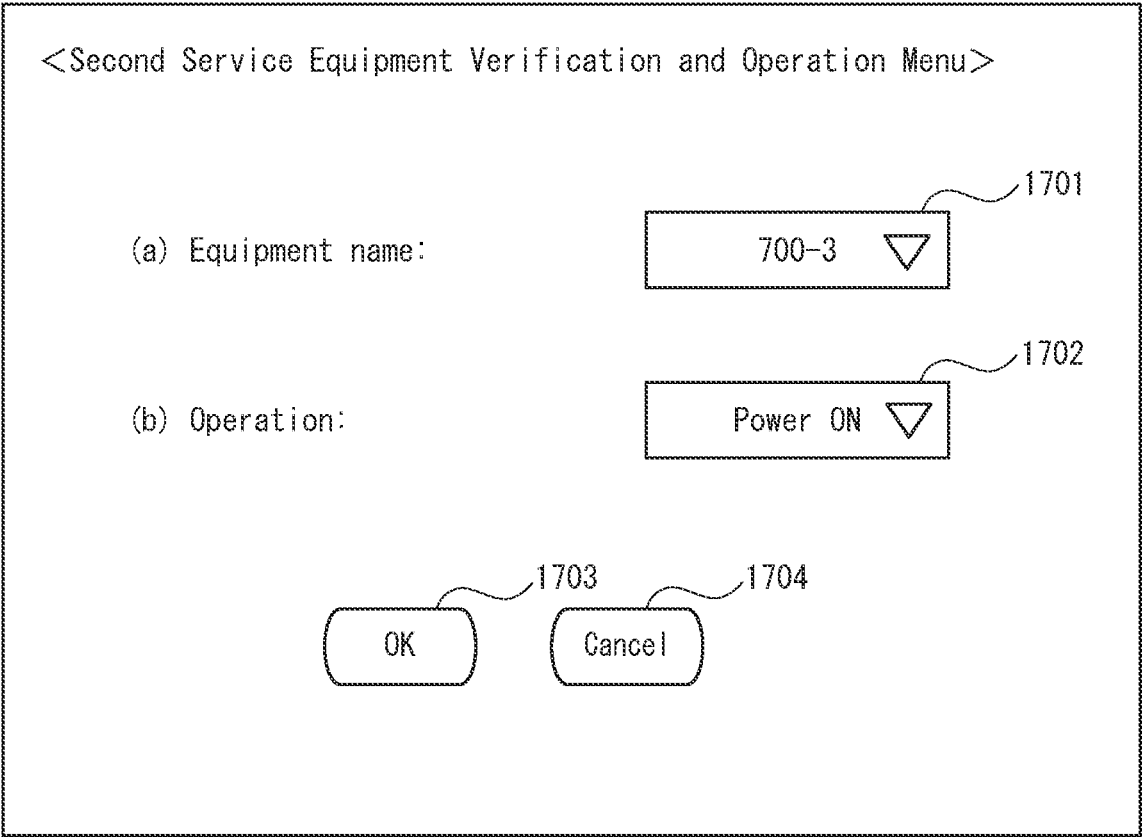 <Second Service Equipment Verification and Operation Menu>
1701
(a) Equipment name: 700-3 ▽
1702
(b) Operation: Power ON ▽
1703 1704
OK Cancel